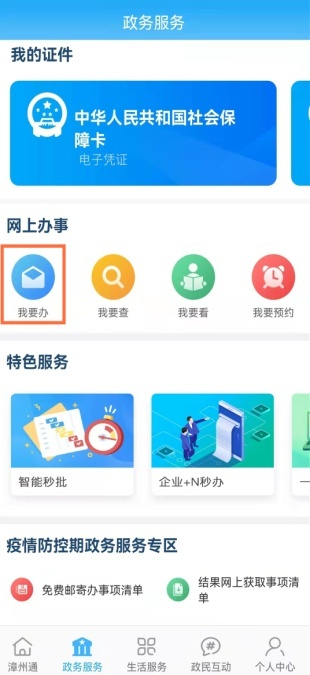 政务服务
我的证件
中华人民共和国社会保
障卡
电子凭证
网上办事
我要办
我要查
我要看
我要预约
特色服务
智能秒批
企业+N秒办
疫情防控期政务服务专区
免费邮寄办事项清单
结果网上获取事项清
单
漳州通
政务服务
生活服务
政民互动
个人中心